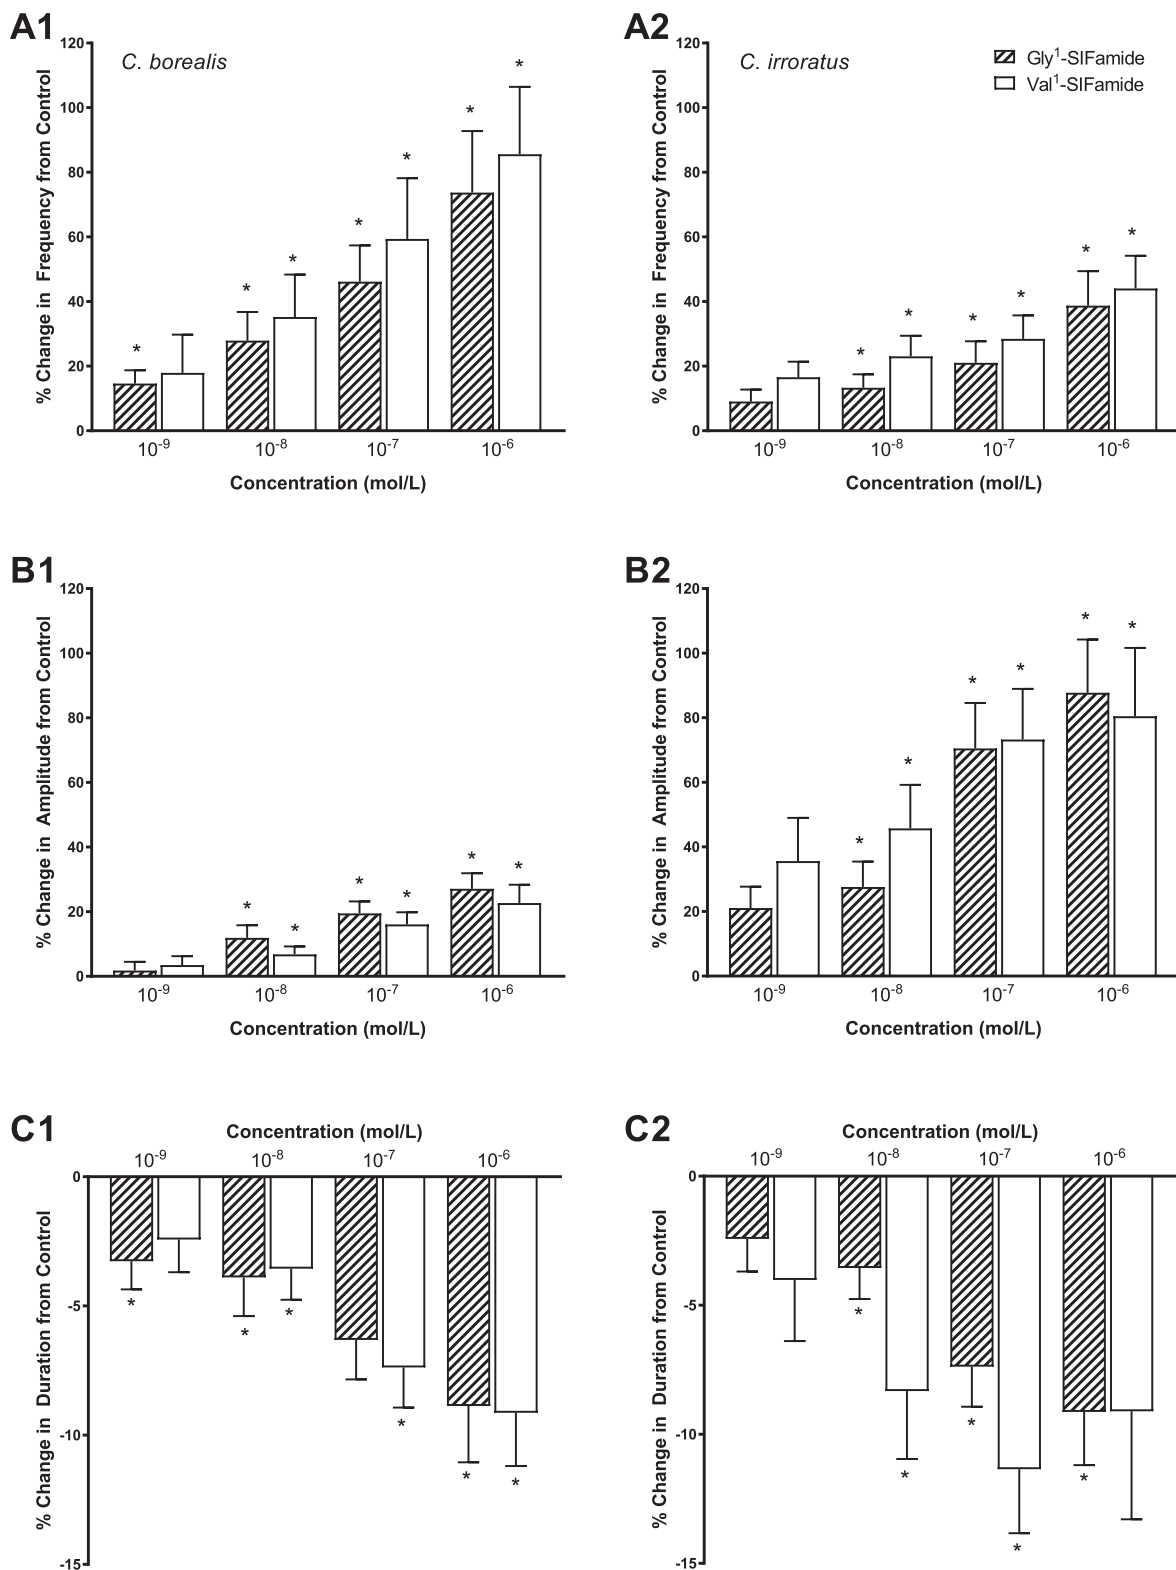 A1
C. borealis
% Change in Frequency from Control
120
100
80
60
40
20
0
* * * * * * *
10⁻⁹ 10⁻⁸ 10⁻⁷ 10⁻⁶
Concentration (mol/L)
A2
C. irroratus
Gly¹-SIFamide
Val¹-SIFamide
% Change in Frequency from Control
120
100
80
60
40
20
0
* * * * * *
10⁻⁹ 10⁻⁸ 10⁻⁷ 10⁻⁶
Concentration (mol/L)
B1
% Change in Amplitude from Control
120
100
80
60
40
20
0
* * * * * *
10⁻⁹ 10⁻⁸ 10⁻⁷ 10⁻⁶
Concentration (mol/L)
B2
% Change in Amplitude from Control
120
100
80
60
40
20
0
* * * * * *
10⁻⁹ 10⁻⁸ 10⁻⁷ 10⁻⁶
Concentration (mol/L)
C1
Concentration (mol/L)
10⁻⁹ 10⁻⁸ 10⁻⁷ 10⁻⁶
% Change in Duration from Control
0
-5
-10
-15
* * * * * *
C2
Concentration (mol/L)
10⁻⁹ 10⁻⁸ 10⁻⁷ 10⁻⁶
% Change in Duration from Control
0
-5
-10
-15
* * * * *